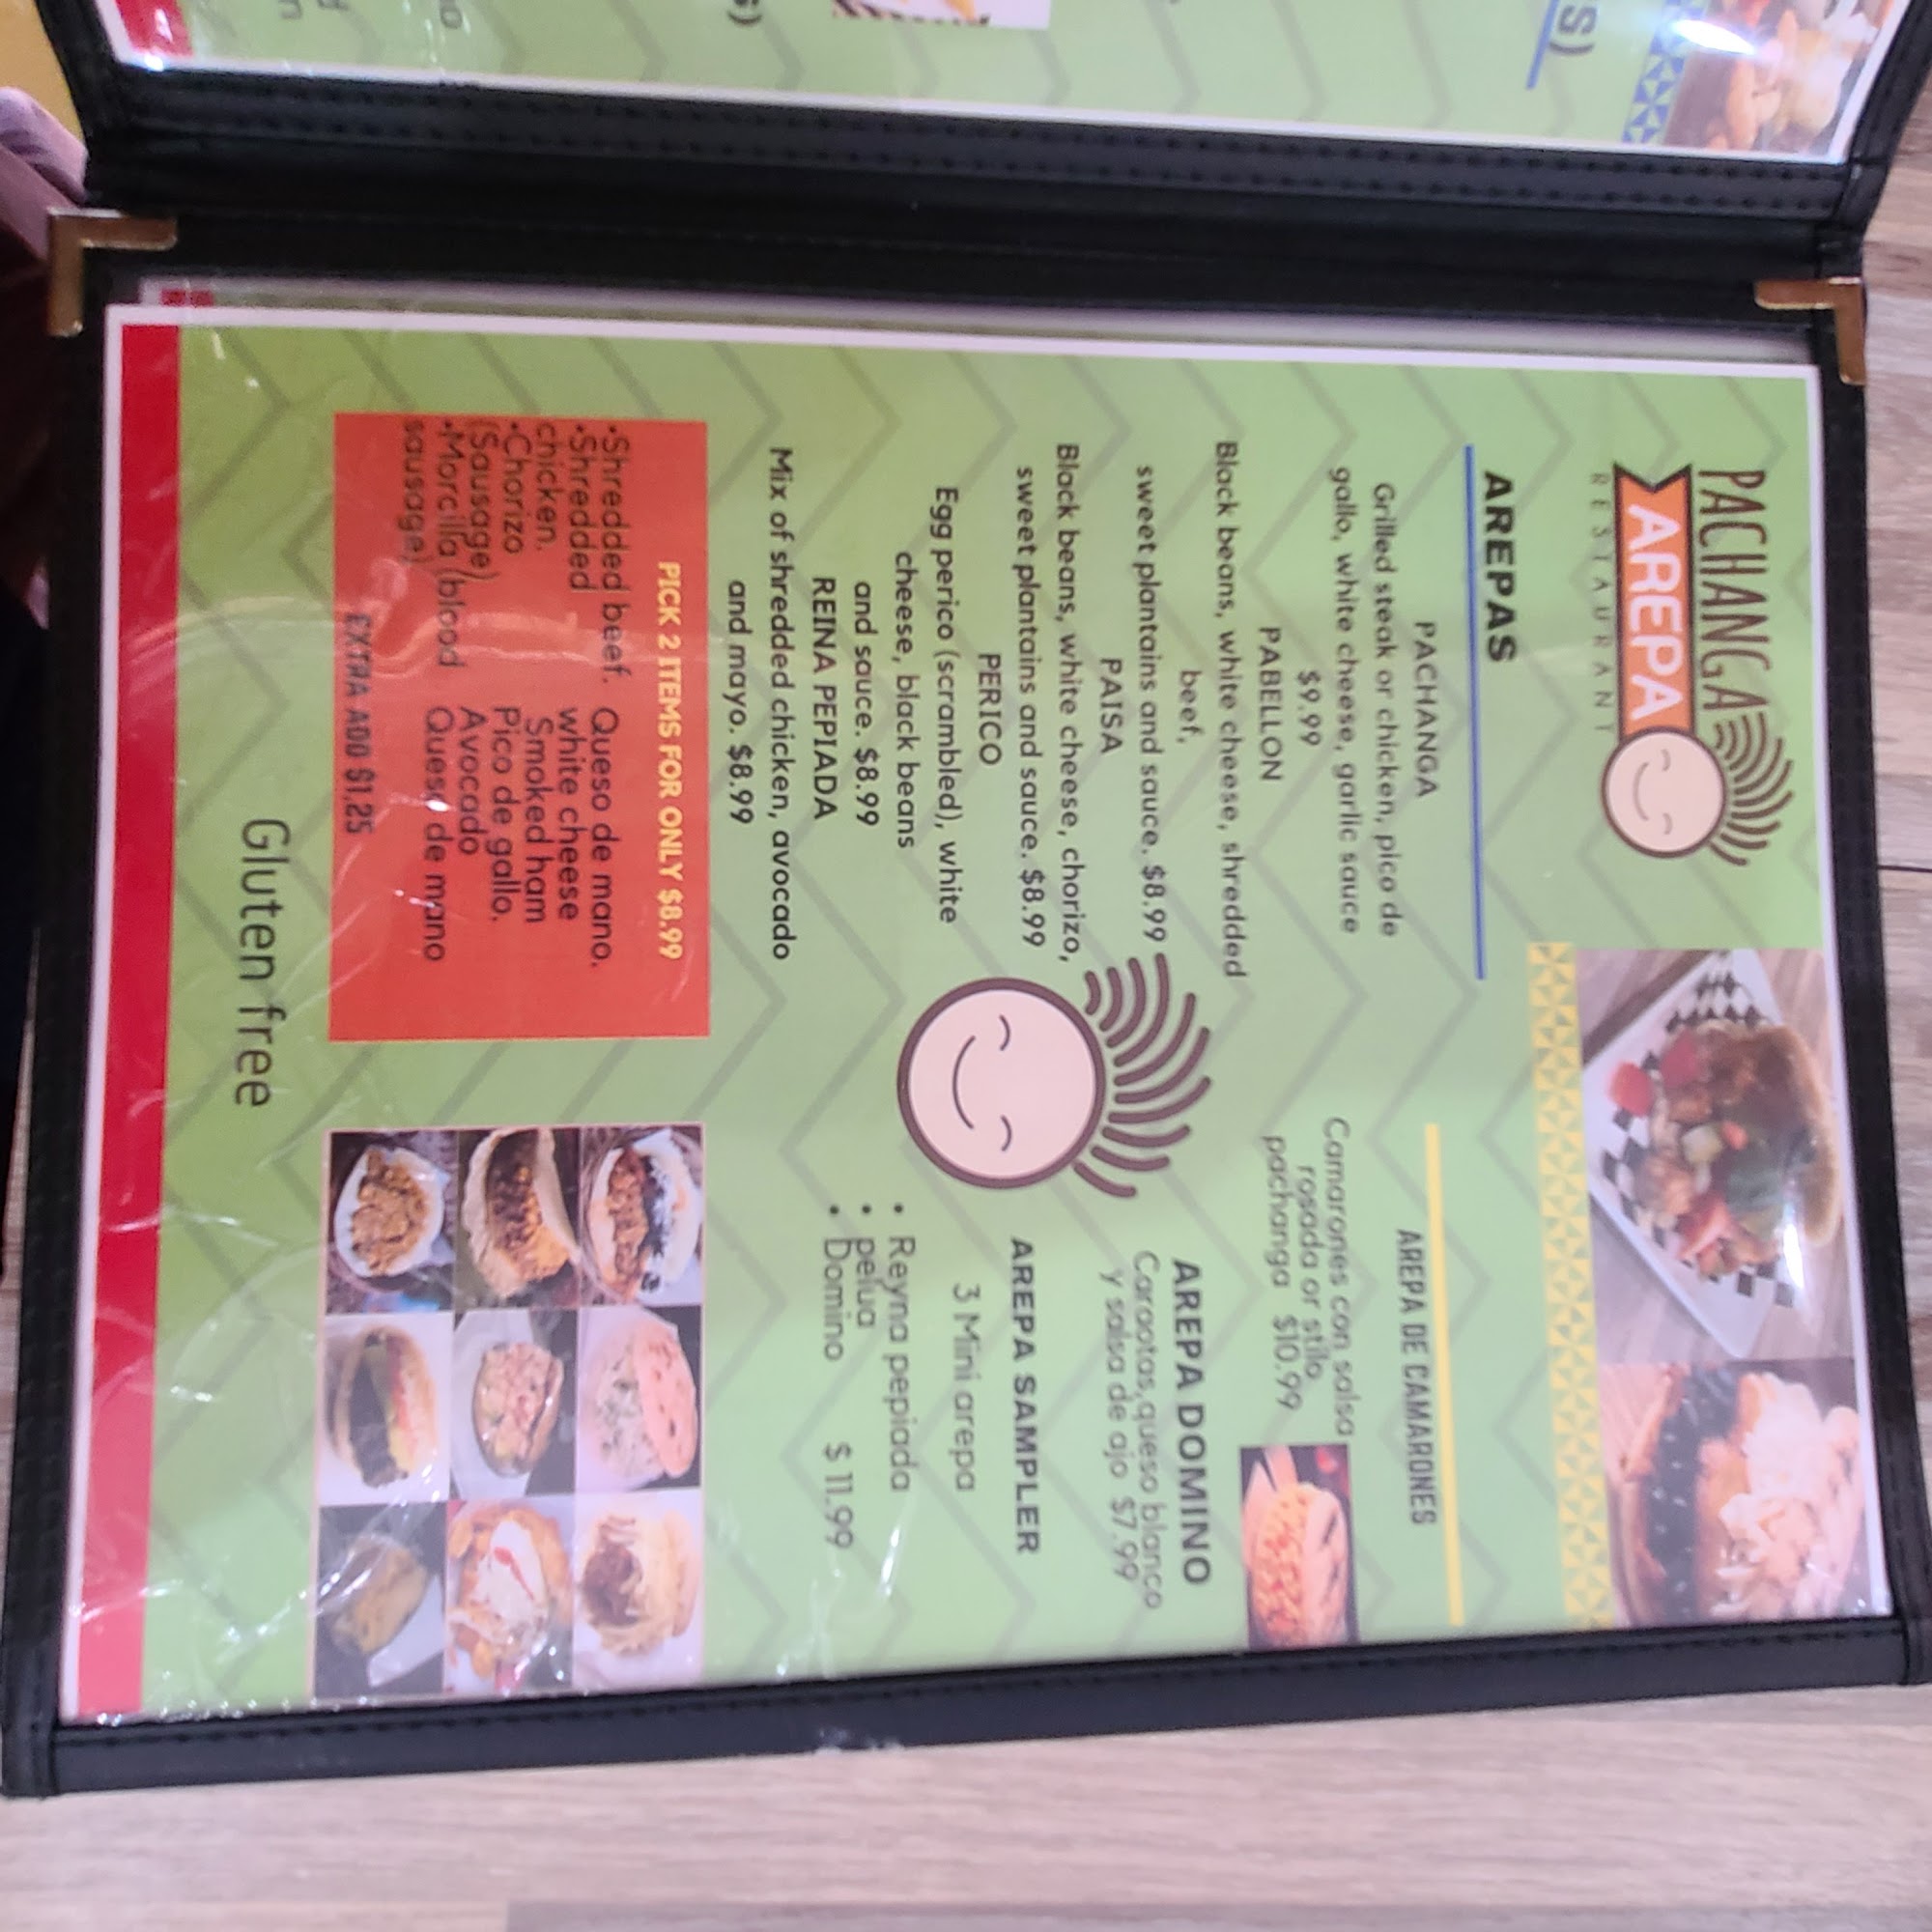 PACHANGA
AREPA
RESTAURANT
AREPAS
PACHANGA
Grilled steak or chicken, pico de
gallo, white cheese, garlic sauce
$9.99
PABELLON
Black beans, white cheese, shredded
beef,
sweet plantains and sauce. $8.99
PAISA
Black beans, white cheese, chorizo,
sweet plantains and sauce. $8.99
PERICO
Egg perico (scrambled), white
cheese, black beans
and sauce. $8.99
REINA PEPIADA
Mix of shredded chicken, avocado
and mayo. $8.99
PICK 2 ITEMS FOR ONLY $8.99
•Shredded beef.
•Shredded
chicken.
•Chorizo
(Sausage)
•Morcilla (blood
sausage)
Queso de mano.
white cheese
Smoked ham
Pico de gallo.
Avocado
Queso de mano
EXTRA ADD $1.25
Gluten free
AREPA DE CAMARONES
Camarones con salsa
rosada or stilo
pachanga $10.99
AREPA DOMINO
Caraotas, queso blanco
y salsa de ajo $7.99
AREPA SAMPLER
3 Mini arepa
• Reyna pepiada
• pelua
• Domino $ 11.99
S)